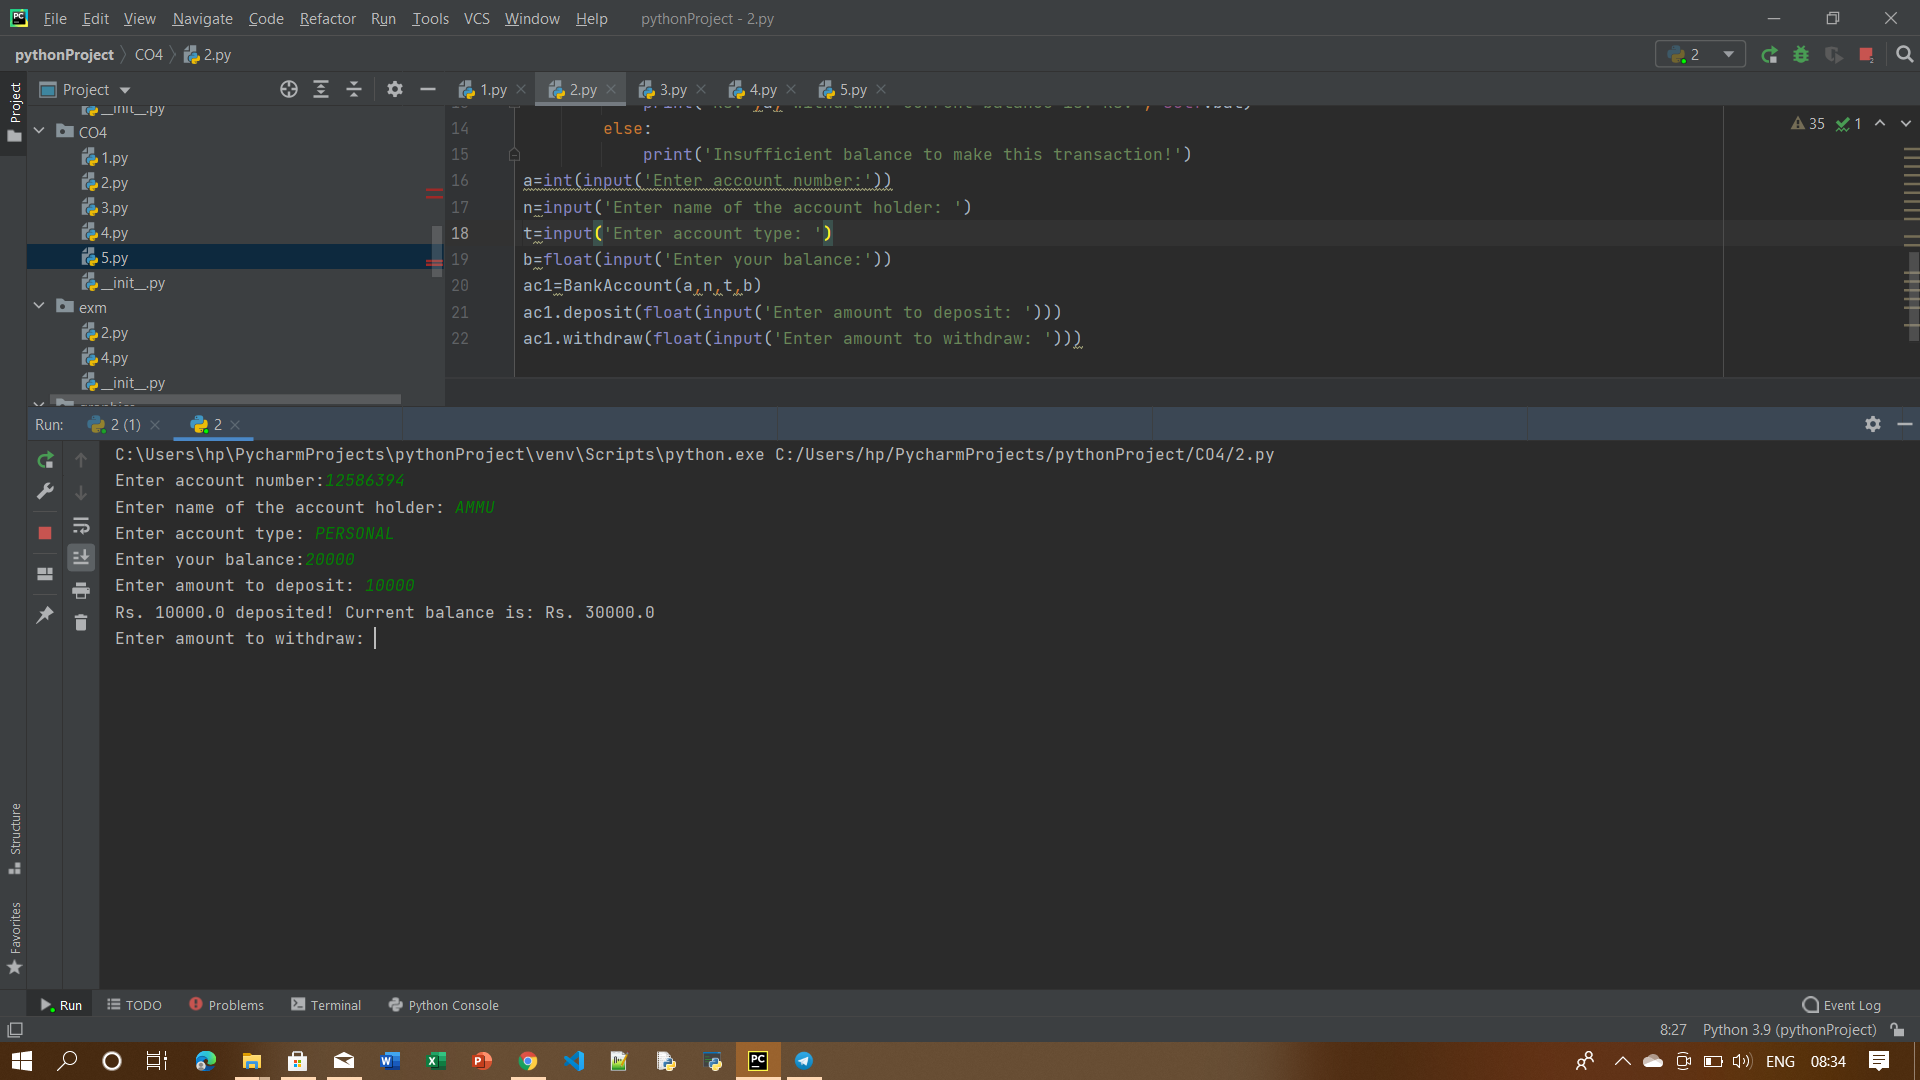 File Edit View Navigate Code Refactor Run Tools VCS Window Help pythonProject - 2.py
pythonProject CO4 2.py
2
Project
Project
1.py 2.py 3.py 4.py 5.py
__init__.py
CO4
1.py
2.py
3.py
4.py
5.py
__init__.py
exm
2.py
4.py
__init__.py
35 1
14 else:
15 print('Insufficient balance to make this transaction!')
16 a=int(input('Enter account number:'))
17 n=input('Enter name of the account holder: ')
18 t=input('Enter account type: ')
19 b=float(input('Enter your balance:'))
20 ac1=BankAccount(a,n,t,b)
21 ac1.deposit(float(input('Enter amount to deposit: ')))
22 ac1.withdraw(float(input('Enter amount to withdraw: ')))
Run: 2 (1) 2
C:\Users\hp\PycharmProjects\pythonProject\venv\Scripts\python.exe C:/Users/hp/PycharmProjects/pythonProject/CO4/2.py
Enter account number:12586394
Enter name of the account holder: AMMU
Enter account type: PERSONAL
Enter your balance:20000
Enter amount to deposit: 10000
Rs. 10000.0 deposited! Current balance is: Rs. 30000.0
Enter amount to withdraw:
Structure
Favorites
Run TODO Problems Terminal Python Console Event Log
8:27 Python 3.9 (pythonProject)
ENG 08:34